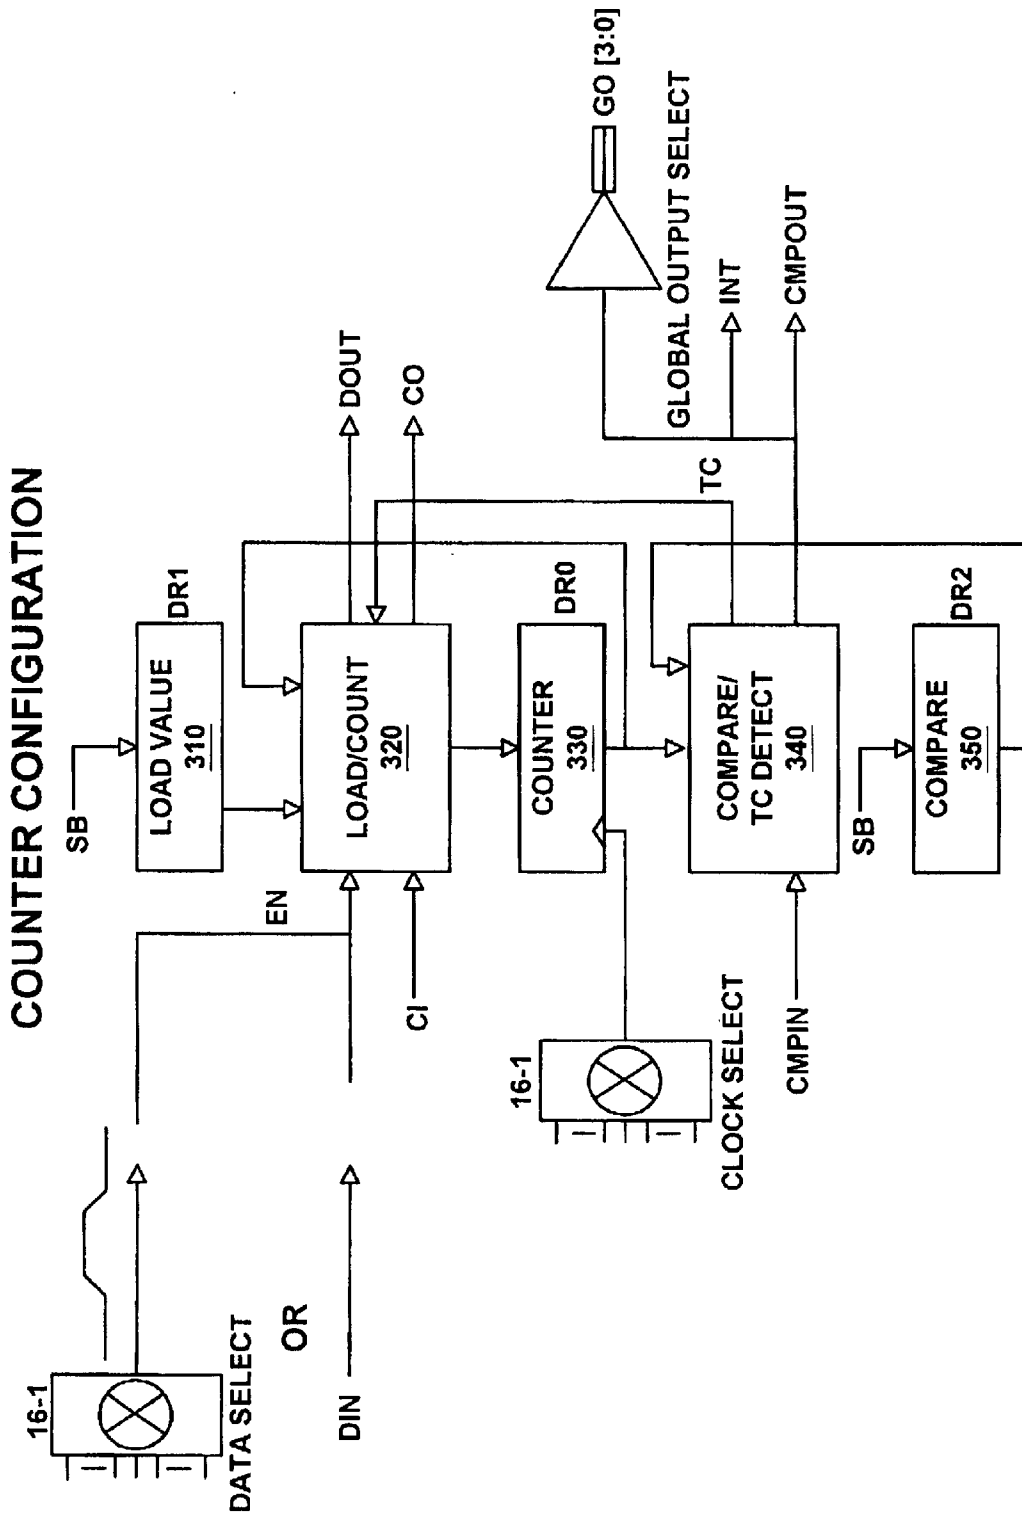 COUNTER CONFIGURATION
16-1
DATA SELECT
OR
DIN
SB
LOAD VALUE
310
DR1
EN
CI
LOAD/COUNT
320
DOUT
CO
16-1
CLOCK SELECT
COUNTER
330
DR0
TC
CMPIN
COMPARE/
TC DETECT
340
GO [3:0]
GLOBAL OUTPUT SELECT
INT
CMPOUT
SB
COMPARE
350
DR2